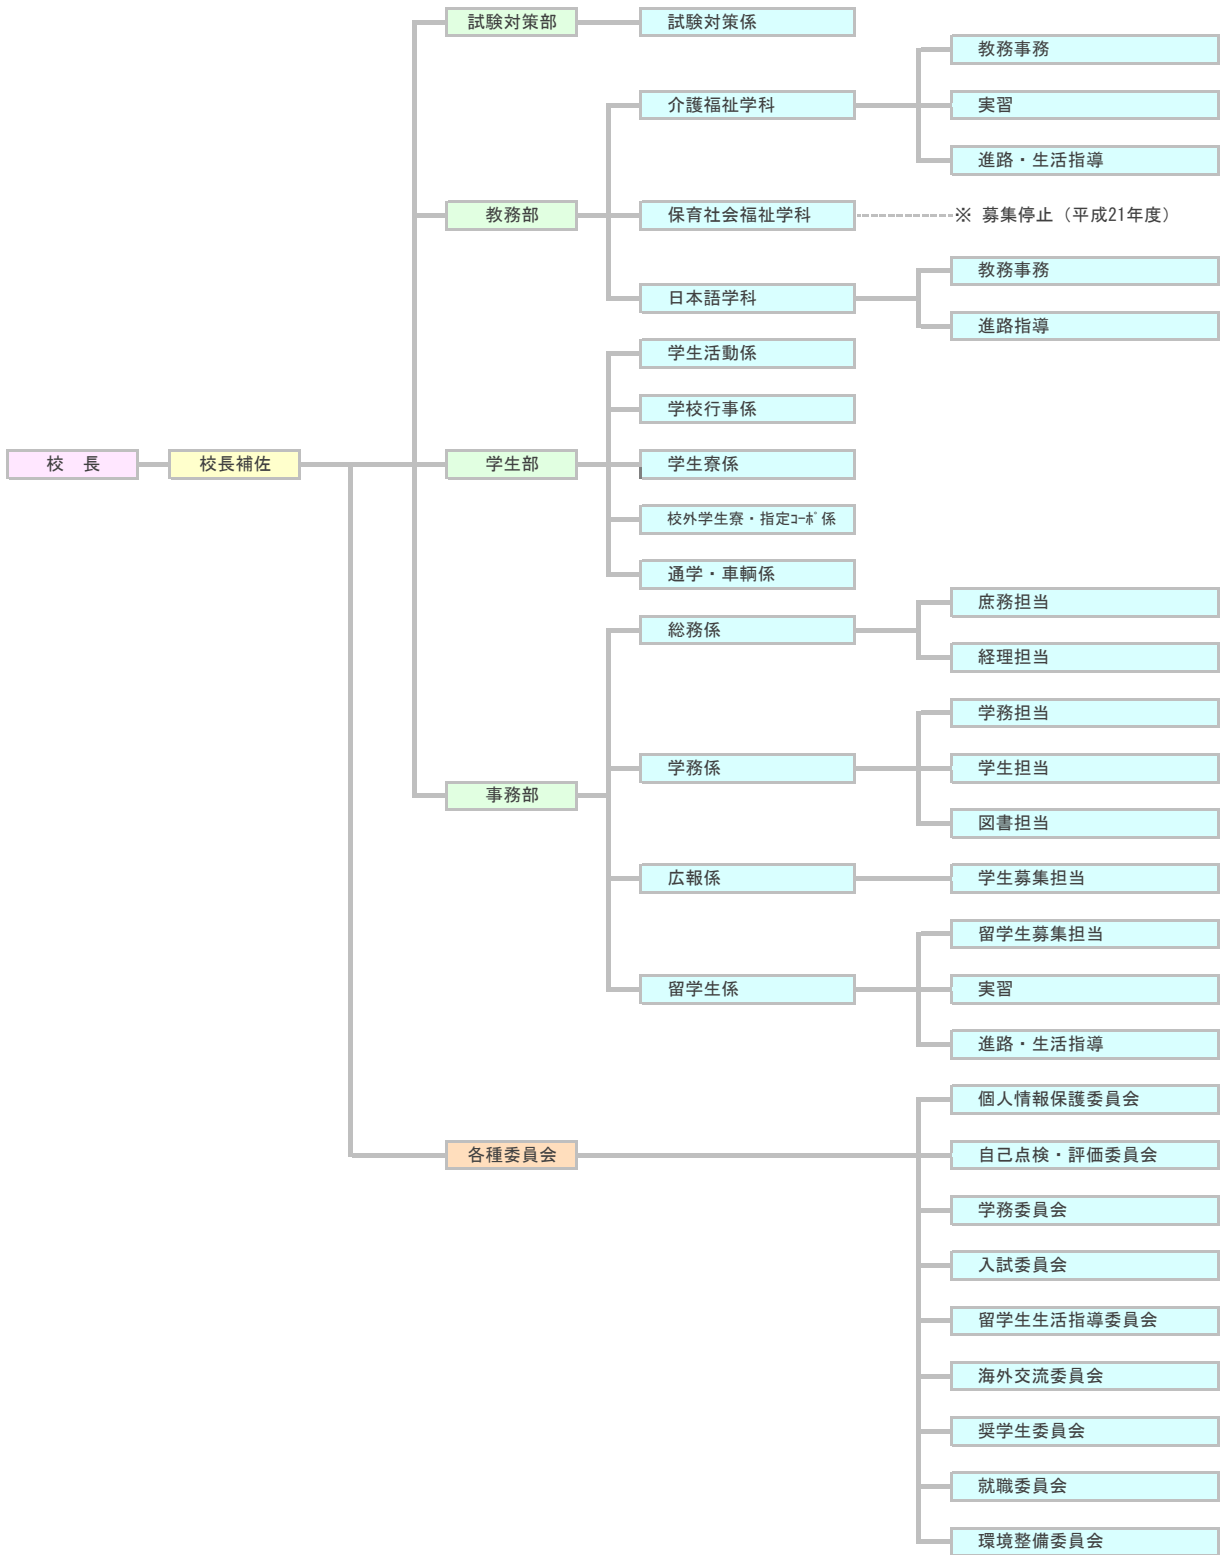 試験対策部
試験対策係
教務事務
介護福祉学科
実習
進路・生活指導
教務部
保育社会福祉学科
※ 募集停止（平成21年度）
教務事務
日本語学科
進路指導
学生活動係
学校行事係
校　長
校長補佐
学生部
学生寮係
校外学生寮・指定ｺｰﾎﾟ係
通学・車輌係
庶務担当
総務係
経理担当
学務担当
学務係
学生担当
事務部
図書担当
広報係
学生募集担当
留学生募集担当
留学生係
実習
進路・生活指導
個人情報保護委員会
各種委員会
自己点検・評価委員会
学務委員会
入試委員会
留学生生活指導委員会
海外交流委員会
奨学生委員会
就職委員会
環境整備委員会